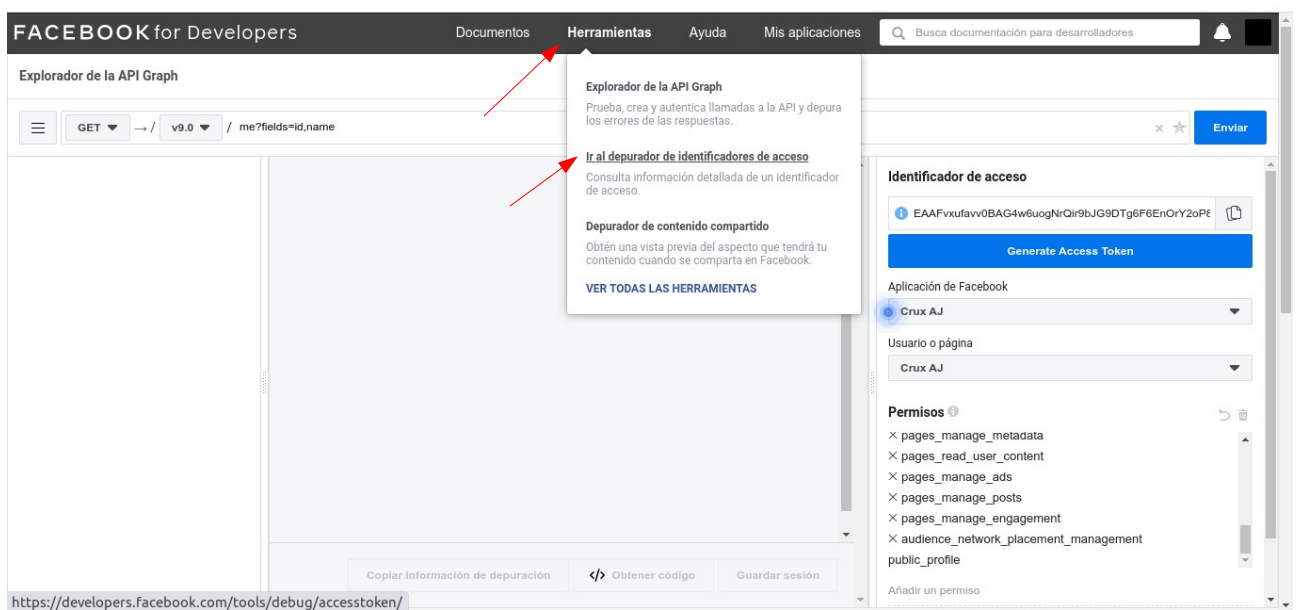 FACEBOOK for Developers
Documentos Herramientas Ayuda Mis aplicaciones
Busca documentación para desarrolladores
Explorador de la API Graph
GET → / v9.0 / me?fields=id,name
Enviar
Explorador de la API Graph
Prueba, crea y autentica llamadas a la API y depura
los errores de las respuestas.
Ir al depurador de identificadores de acceso
Consulta información detallada de un identificador
de acceso.
Depurador de contenido compartido
Obtén una vista previa del aspecto que tendrá tu
contenido cuando se comparta en Facebook.
VER TODAS LAS HERRAMIENTAS
Identificador de acceso
EAAFvxufavv0BAG4w6uogNrQir9bJG9DTg6F6EnOrY2oP8
Generate Access Token
Aplicación de Facebook
Crux AJ
Usuario o página
Crux AJ
Permisos
× pages_manage_metadata
× pages_read_user_content
× pages_manage_ads
× pages_manage_posts
× pages_manage_engagement
× audience_network_placement_management
public_profile
Añadir un permiso
Copiar información de depuración </> Obtener código Guardar sesión
https://developers.facebook.com/tools/debug/accesstoken/